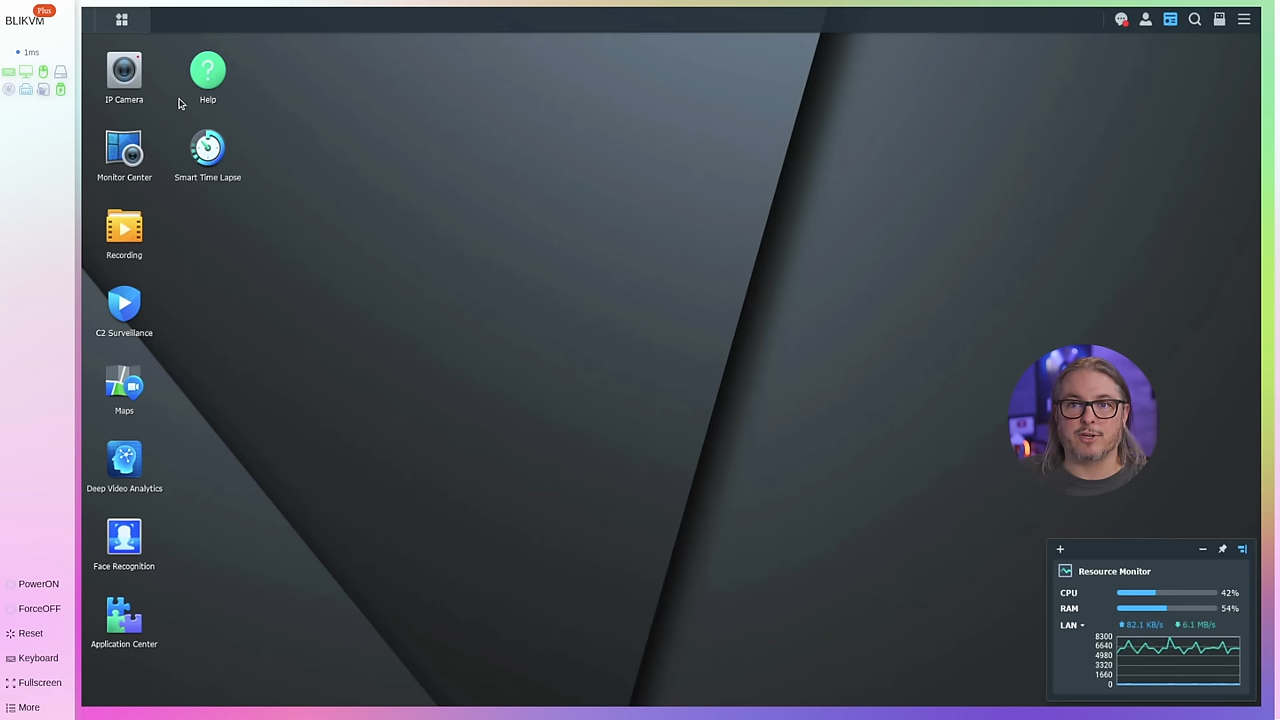 BLIKVM
Plus
1ms
IP Camera
Help
Monitor Center
Smart Time Lapse
Recording
C2 Surveillance
Maps
Deep Video Analytics
Face Recognition
Application Center
PowerON
ForceOFF
Reset
Keyboard
Fullscreen
More
Resource Monitor
CPU 42%
RAM 54%
LAN 82.1 KB/s 6.1 MB/s
8300
6640
4980
3320
1660
0